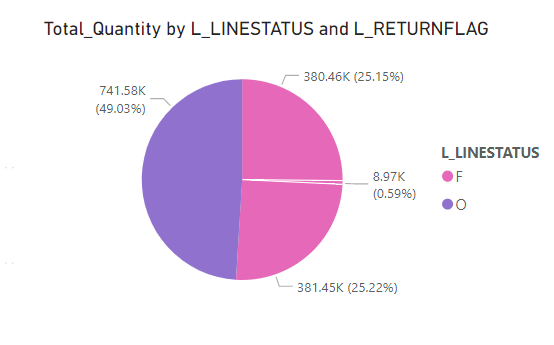 Total_Quantity by L_LINESTATUS and L_RETURNFLAG
380.46K (25.15%)
741.58K
(49.03%)
L_LINESTATUS
F
O
8.97K
(0.59%)
381.45K (25.22%)